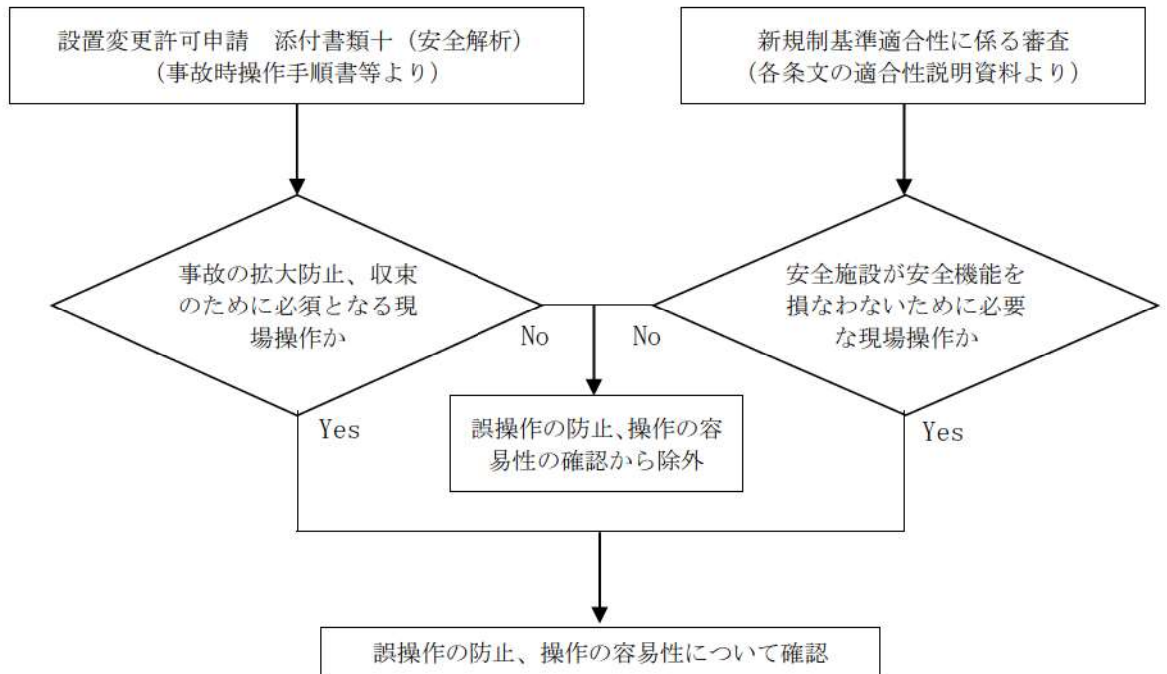 設置変更許可申請　添付書類十（安全解析）
（事故時操作手順書等より）
新規制基準適合性に係る審査
（各条文の適合性説明資料より）
事故の拡大防止、収束
のために必須となる現
場操作か
安全施設が安全機能を
損なわないために必要
な現場操作か
No
No
Yes
誤操作の防止、操作の容
易性の確認から除外
Yes
誤操作の防止、操作の容易性について確認